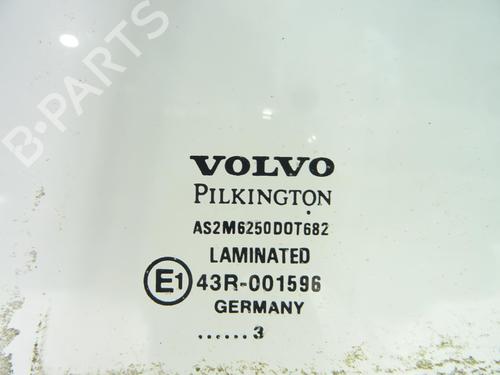 B-PARTS
VOLVO
PILKINGTON
AS2M6250DOT682
LAMINATED
E1 43R-001596
GERMANY
......3